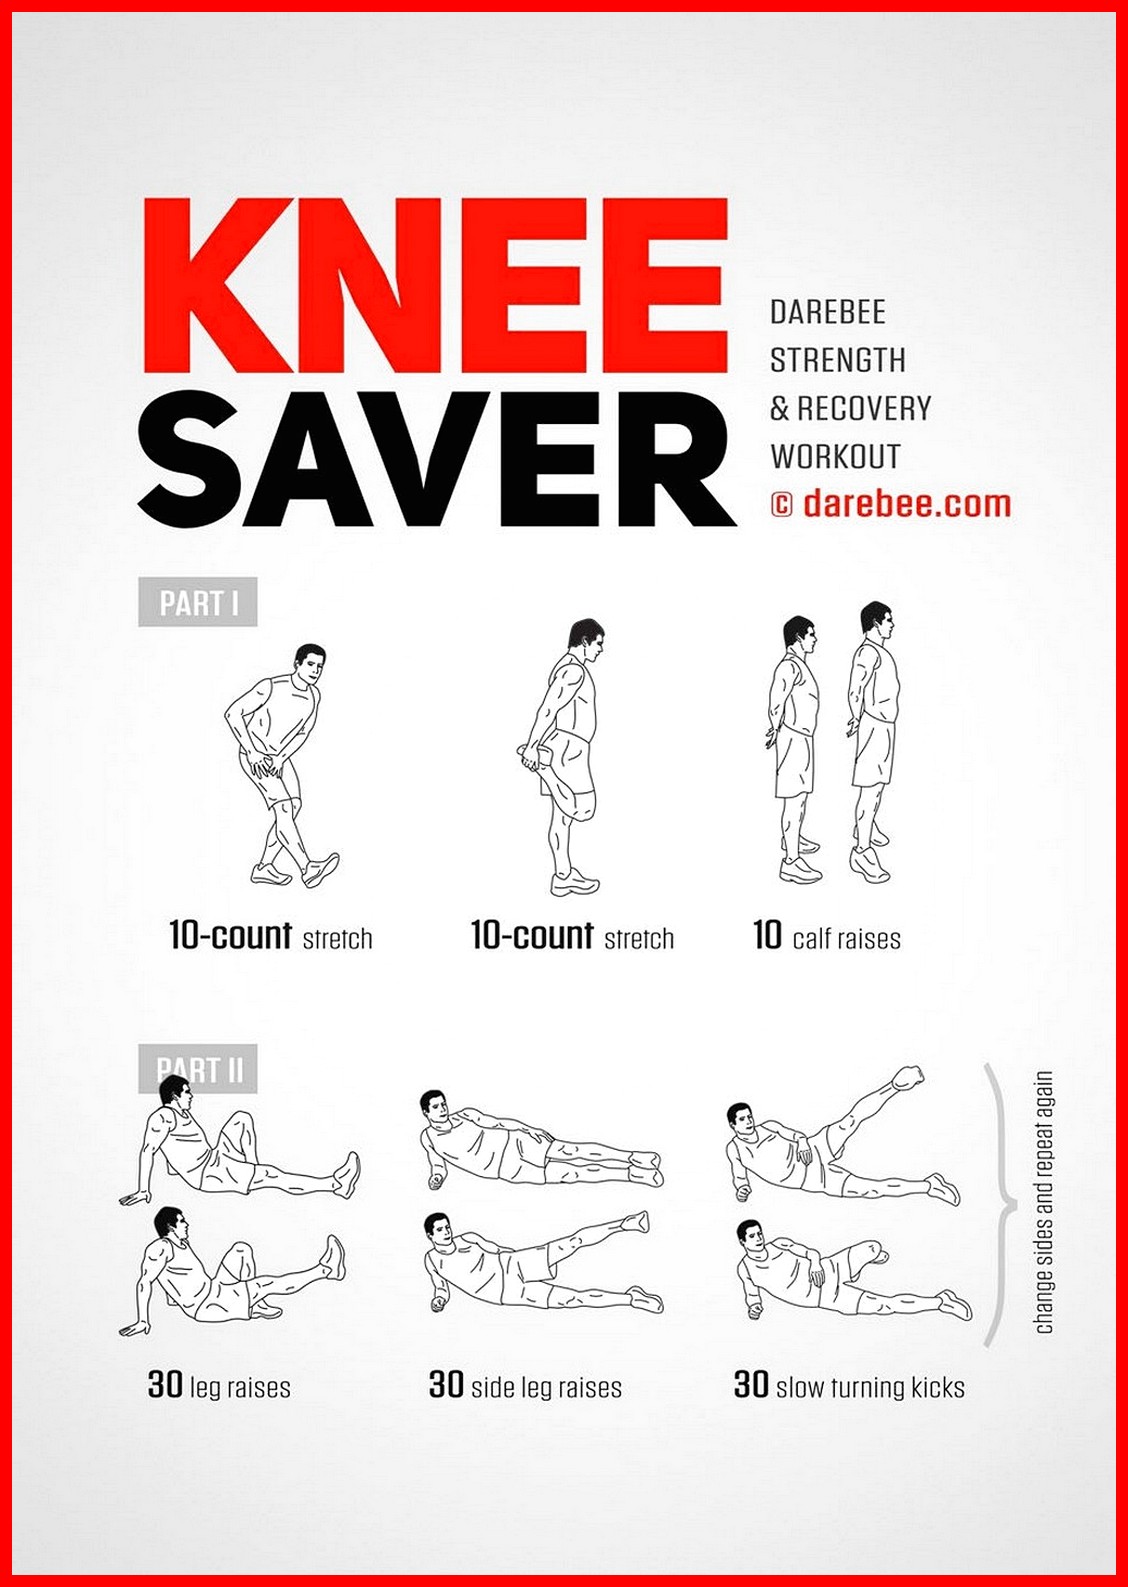 KNEE
SAVER
DAREBEE
STRENGTH
& RECOVERY
WORKOUT
© darebee.com
PART I
10-count stretch
10-count stretch
10 calf raises
PART II
30 leg raises
30 side leg raises
30 slow turning kicks
change sides and repeat again